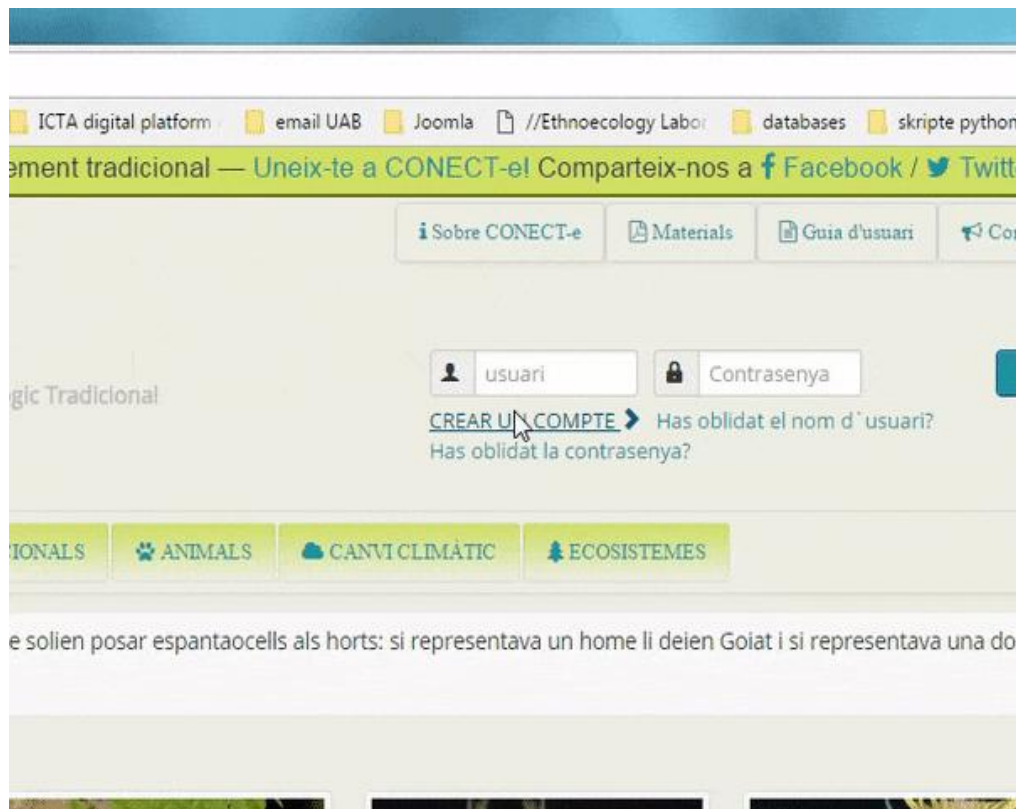 ICTA digital platform email UAB Joomla //Ethnoecology Labor databases skripte python
ement tradicional — Uneix-te a CONECT-e! Comparteix-nos a Facebook / Twitt
Sobre CONECT-e Materials Guia d'usuari Con
usuari Contrasenya
gic Tradicional
CREAR UN COMPTE Has oblidat el nom d`usuari?
Has oblidat la contrasenya?
IONALS ANIMALS CANVI CLIMÀTIC ECOSISTEMES
e solien posar espantaocells als horts: si representava un home li deien Goiat i si representava una do